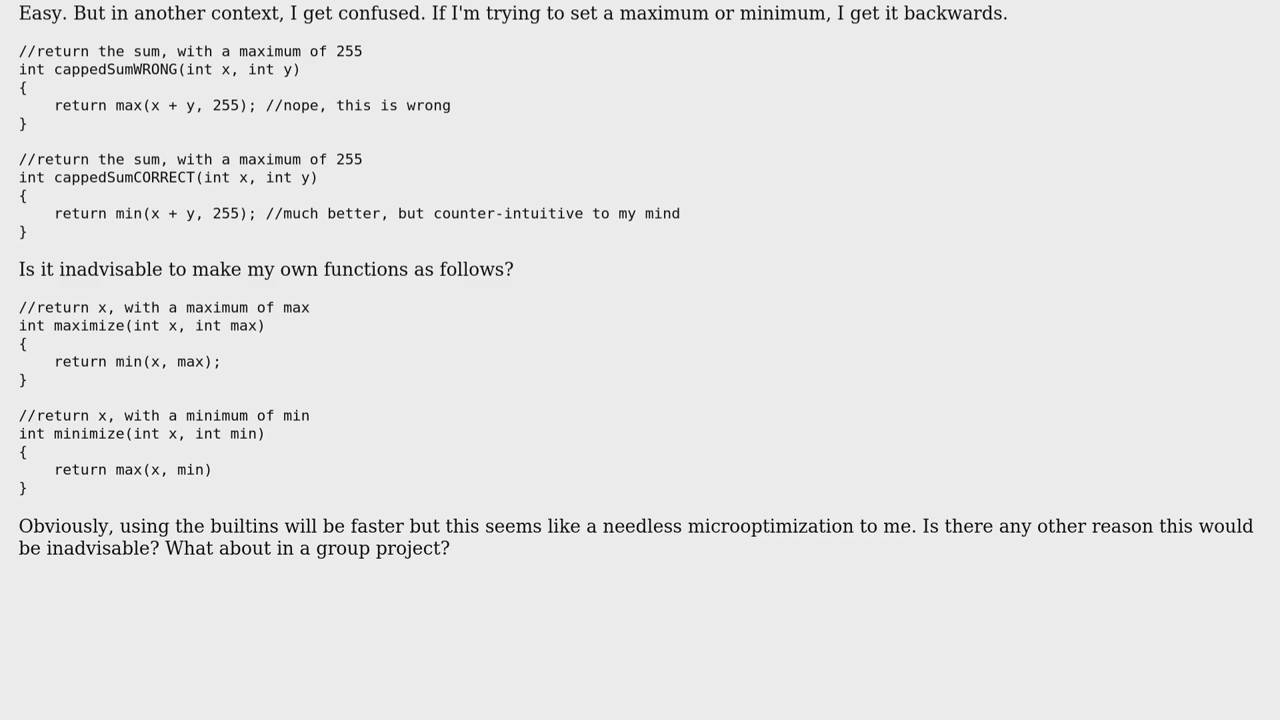 Easy. But in another context, I get confused. If I'm trying to set a maximum or minimum, I get it backwards.
//return the sum, with a maximum of 255
int cappedSumWRONG(int x, int y)
{
    return max(x + y, 255); //nope, this is wrong
}
//return the sum, with a maximum of 255
int cappedSumCORRECT(int x, int y)
{
    return min(x + y, 255); //much better, but counter-intuitive to my mind
}
Is it inadvisable to make my own functions as follows?
//return x, with a maximum of max
int maximize(int x, int max)
{
    return min(x, max);
}
//return x, with a minimum of min
int minimize(int x, int min)
{
    return max(x, min)
}
Obviously, using the builtins will be faster but this seems like a needless microoptimization to me. Is there any other reason this would
be inadvisable? What about in a group project?